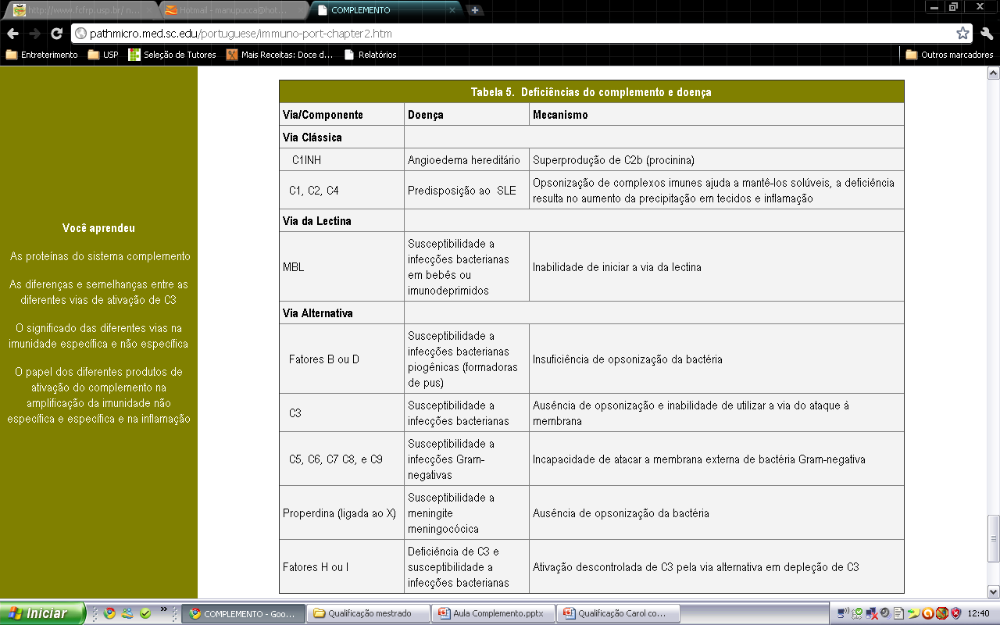 http://www.fcfrp.usp.br/ n...
Hotmail - manupucca@hot...
COMPLEMENTO
pathmicro.med.sc.edu/portuguese/immuno-port-chapter2.htm
Entreterimento
USP
Seleção de Tutores
Mais Receitas: Doce d...
Relatórios
Outros marcadores
Você aprendeu
As proteínas do sistema complemento
As diferenças e semelhanças entre as
diferentes vias de ativação de C3
O significado das diferentes vias na
imunidade específica e não específica
O papel dos diferentes produtos de
ativação do complemento na
amplificação da imunidade não
específica e específica e na inflamação
Tabela 5.  Deficiências do complemento e doença
Via/Componente
Doença
Mecanismo
Via Clássica
C1INH
Angioedema hereditário
Superprodução de C2b (procinina)
C1, C2, C4
Predisposição ao  SLE
Opsonização de complexos imunes ajuda a mantê-los solúveis, a deficiência
resulta no aumento da precipitação em tecidos e inflamação
Via da Lectina
MBL
Susceptibilidade a
infecções bacterianas
em bebês ou
imunodeprimidos
Inabilidade de iniciar a via da lectina
Via Alternativa
Fatores B ou D
Susceptibilidade a
infecções bacterianas
piogênicas (formadoras
de pus)
Insuficiência de opsonização da bactéria
C3
Susceptibilidade a
infecções bacterianas
Ausência de opsonização e inabilidade de utilizar a via do ataque à
membrana
C5, C6, C7 C8, e C9
Susceptibilidade a
infecções Gram-
negativas
Incapacidade de atacar a membrana externa de bactéria Gram-negativa
Properdina (ligada ao X)
Susceptibilidade a
meningite
meningocócica
Ausência de opsonização da bactéria
Fatores H ou I
Deficiência de C3 e
susceptibilidade a
infecções bacterianas
Ativação descontrolada de C3 pela via alternativa em depleção de C3
Iniciar
COMPLEMENTO - Goo...
Qualificação mestrado
Aula Complemento.pptx
Qualificação Carol co...
12:40